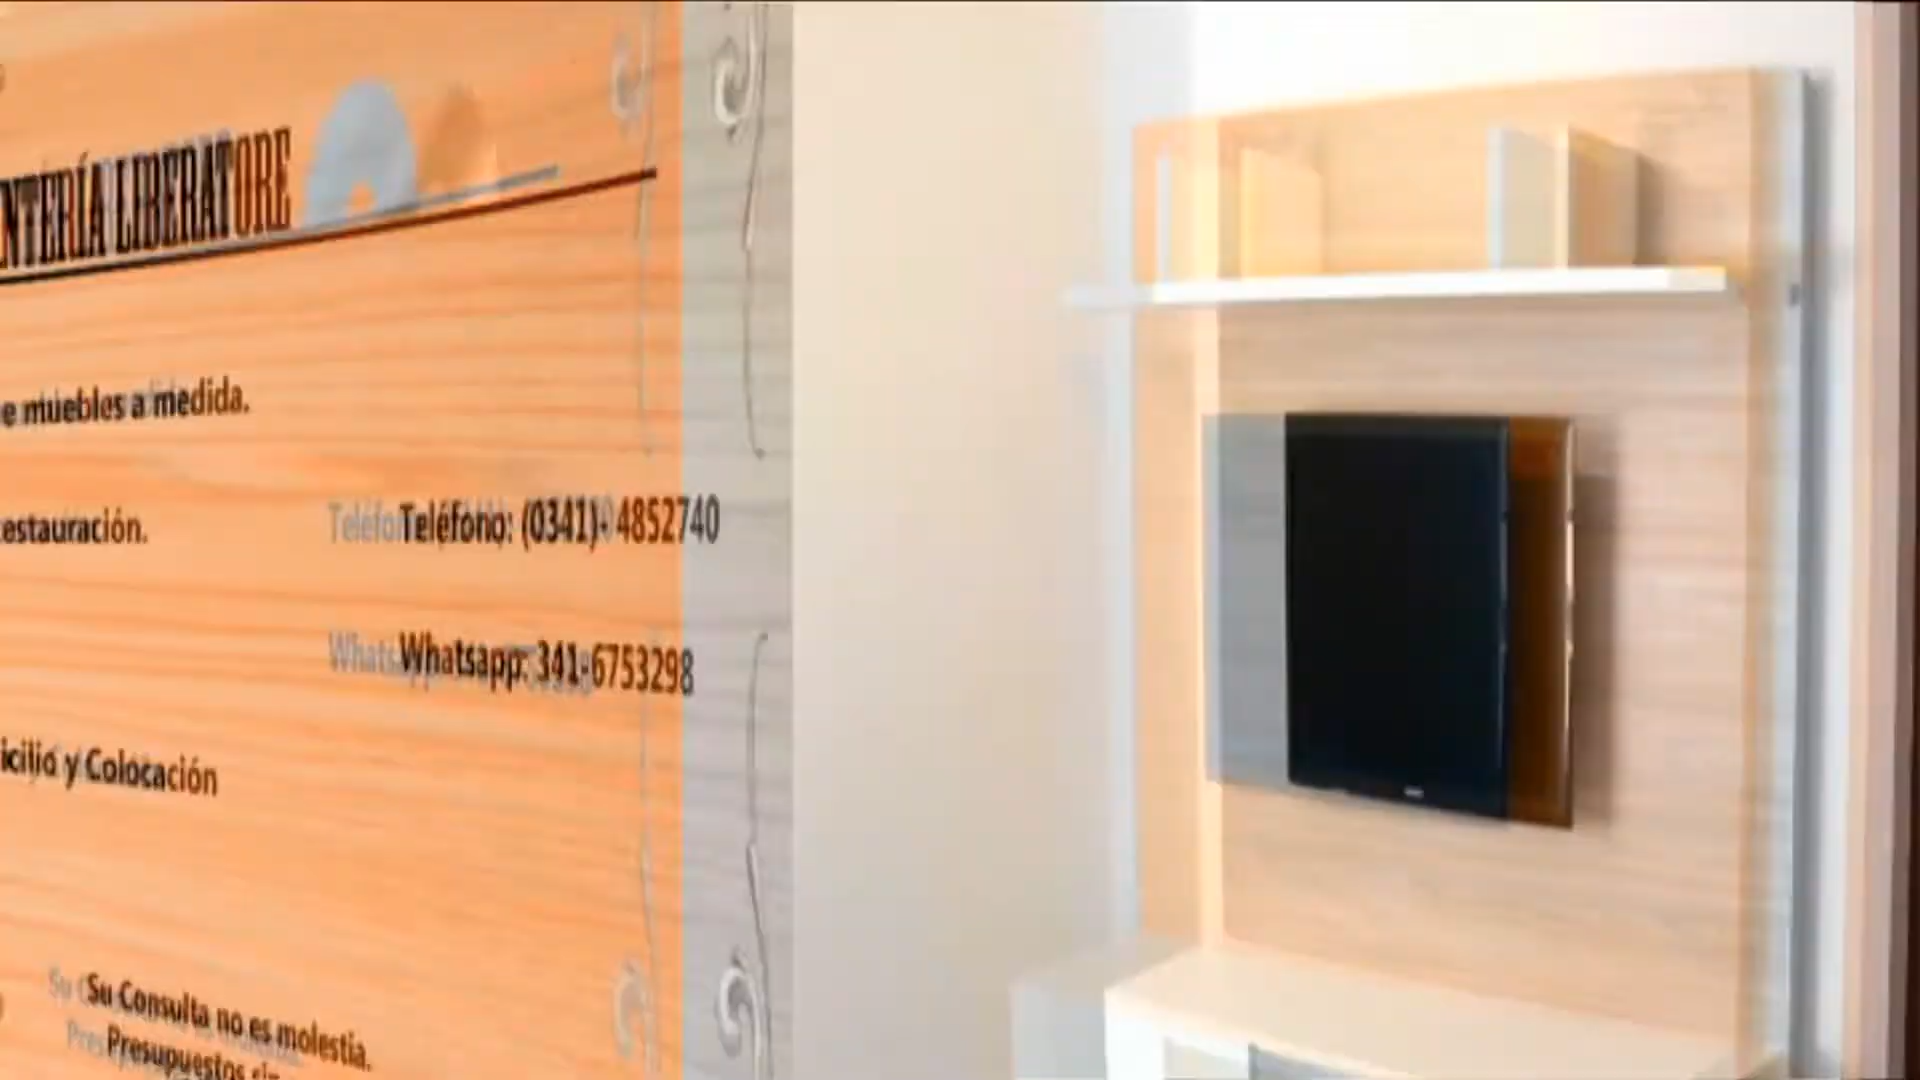 NTERÍA LIBERATORE
e muebles a medida.
estauración.
Teléfono: (0341)- 4852740
Whatsapp: 341-6753298
icilio y Colocación
Su Consulta no es molestia.
Presupuestos sin